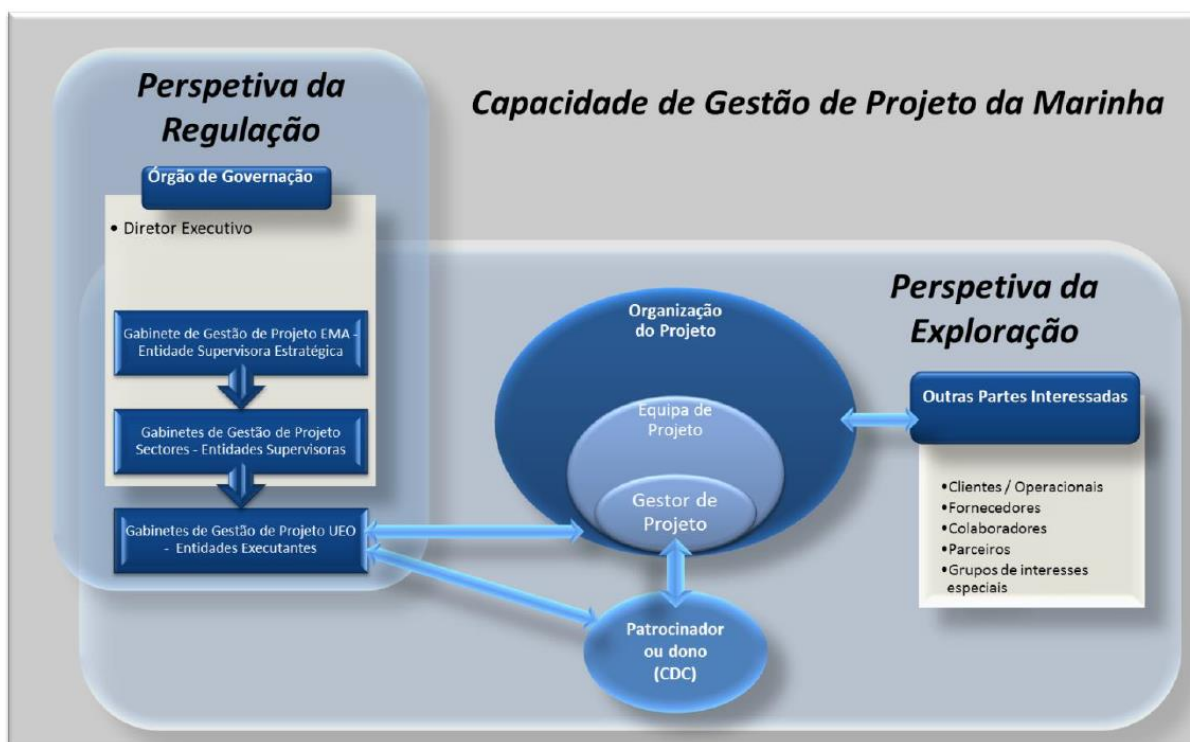 Perspetiva da
Regulação
Capacidade de Gestão de Projeto da Marinha
Órgão de Governação
• Diretor Executivo
Gabinete de Gestão de Projeto EMA -
Entidade Supervisora Estratégica
Gabinetes de Gestão de Projeto
Sectores - Entidades Supervisoras
Gabinetes de Gestão de Projeto UEO
- Entidades Executantes
Organização
do Projeto
Equipa de
Projeto
Gestor de
Projeto
Patrocinador
ou dono
(CDC)
Perspetiva da
Exploração
Outras Partes Interessadas
•Clientes / Operacionais
•Fornecedores
•Colaboradores
•Parceiros
•Grupos de interesses
especiais